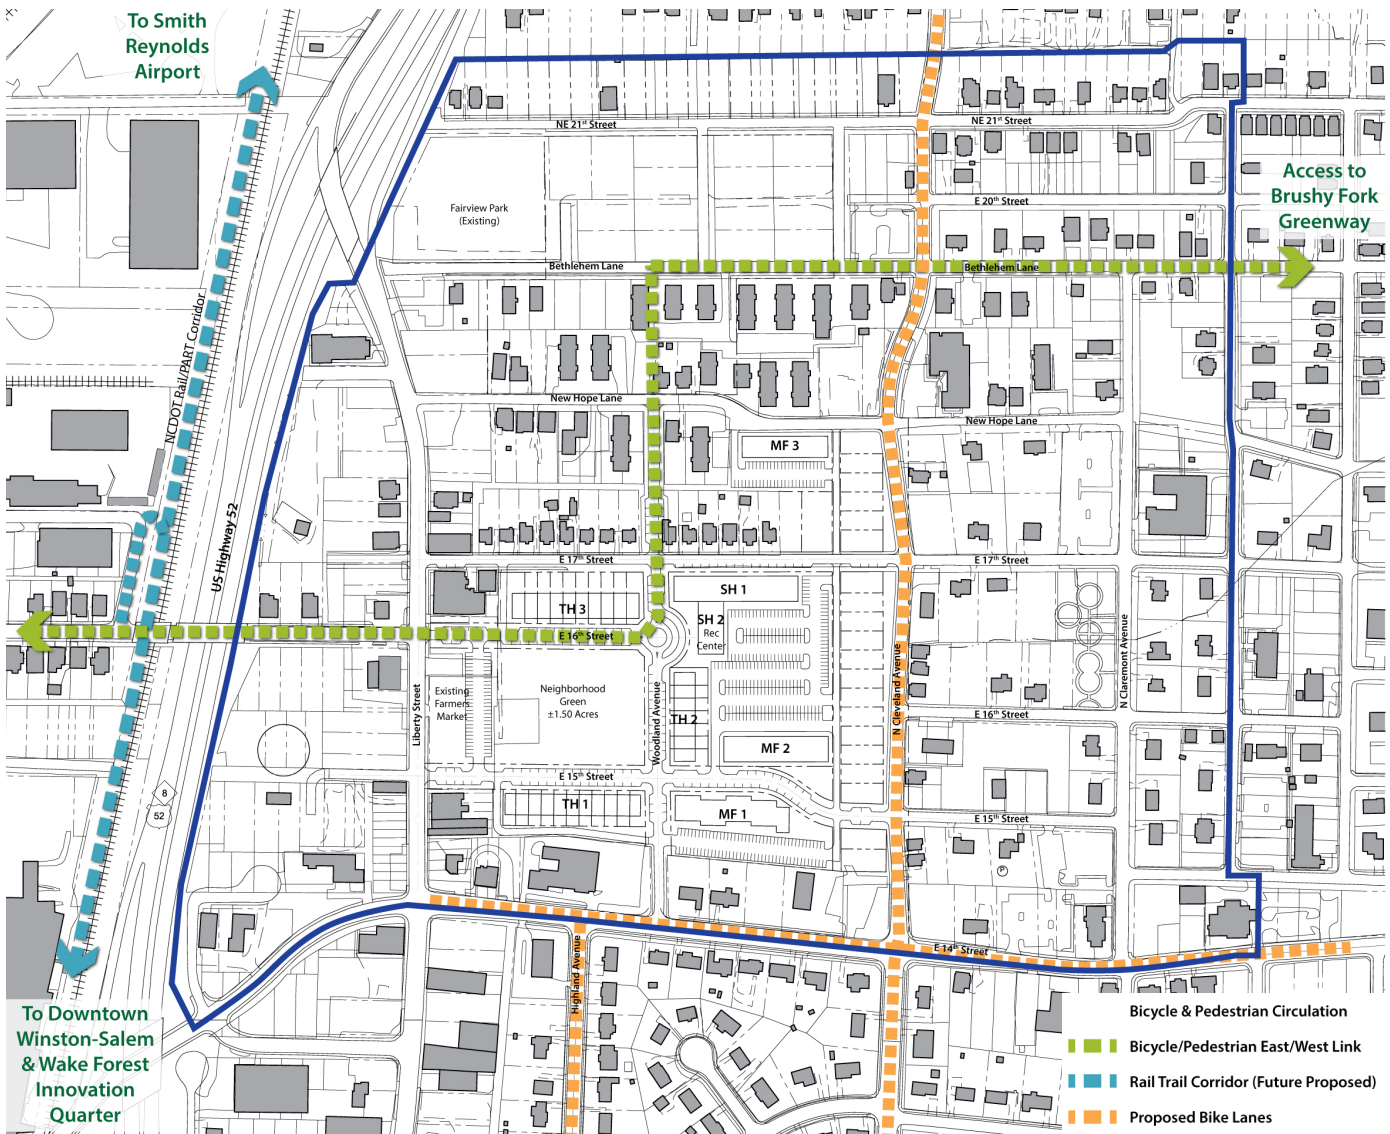 To Smith
Reynolds
Airport
NE 21st Street
NE 21st Street
Access to
Brushy Fork
Greenway
E 20th Street
Fairview Park
(Existing)
Bethlehem Lane
Bethlehem Lane
NCDOT Rail/PART Corridor
New Hope Lane
New Hope Lane
MF 3
US Highway 52
E 17th Street
E 17th Street
SH 1
TH 3
SH 2
Rec
Center
E 16th Street
N Claremont Avenue
N Cleveland Avenue
Liberty Street
Existing
Farmers
Market
Neighborhood
Green
±1.50 Acres
Woodland Avenue
TH 2
E 16th Street
MF 2
E 15th Street
8
52
TH 1
MF 1
E 15th Street
P
E 14th Street
Highland Avenue
To Downtown
Winston-Salem
& Wake Forest
Innovation
Quarter
Bicycle & Pedestrian Circulation
Bicycle/Pedestrian East/West Link
Rail Trail Corridor (Future Proposed)
Proposed Bike Lanes